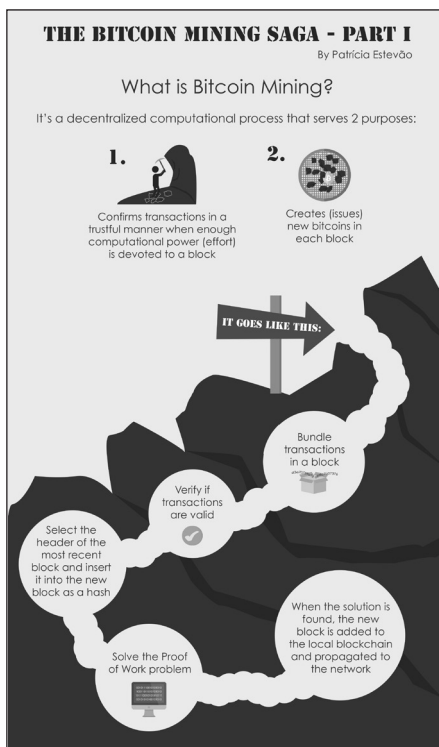 THE BITCOIN MINING SAGA - PART I
By Patrícia Estevão
What is Bitcoin Mining?
It's a decentralized computational process that serves 2 purposes:
1.
Confirms transactions in a
trustful manner when enough
computational power (effort)
is devoted to a block
2.
Creates (issues)
new bitcoins in
each block
IT GOES LIKE THIS:
Bundle
transactions
in a block
Verify if
transactions
are valid
Select the
header of the
most recent
block and insert
it into the new
block as a hash
Solve the Proof
of Work problem
When the solution is
found, the new
block is added to
the local blockchain
and propagated to
the network